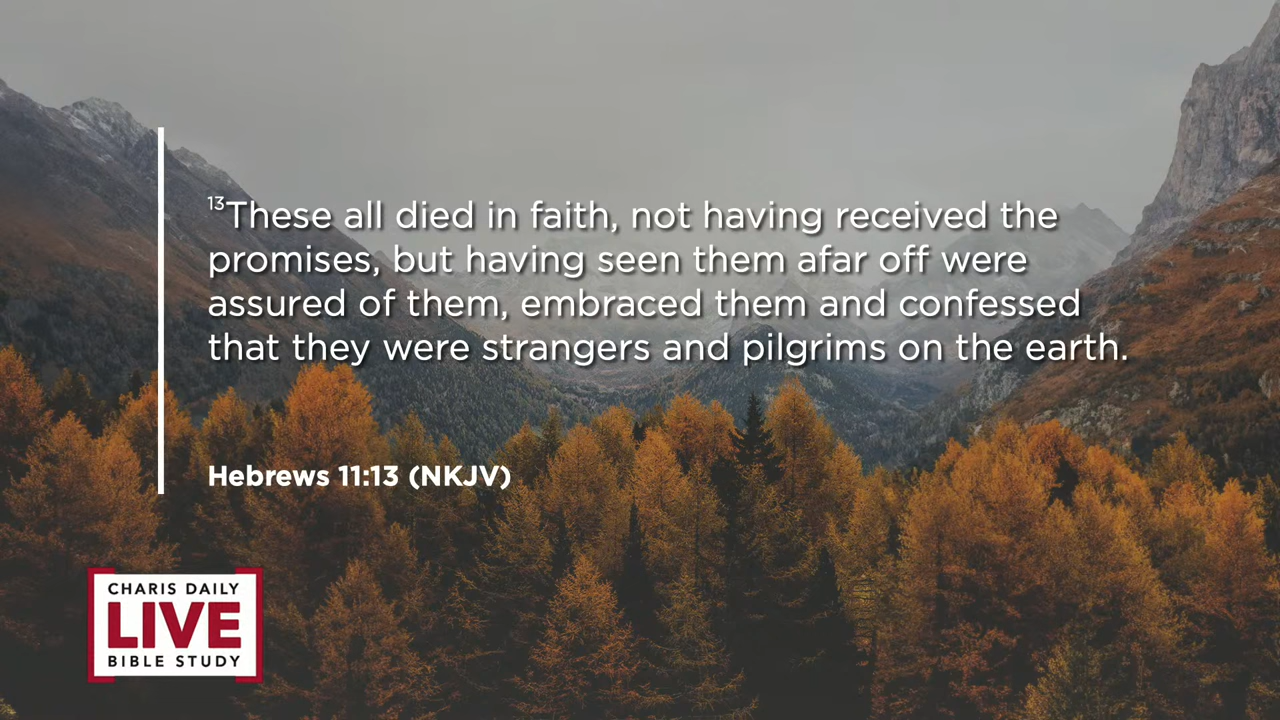 13These all died in faith, not having received the
promises, but having seen them afar off were
assured of them, embraced them and confessed
that they were strangers and pilgrims on the earth.
Hebrews 11:13 (NKJV)
CHARIS DAILY
LIVE
BIBLE STUDY